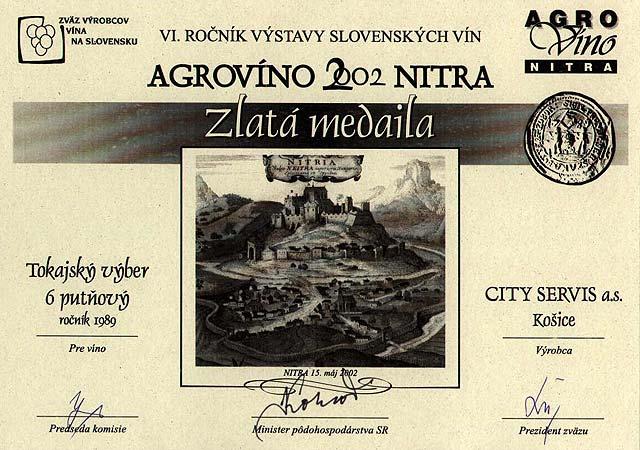 ZVÄZ VÝROBCOV
VÍNA
NA SLOVENSKU
VI. ROČNÍK VÝSTAVY SLOVENSKÝCH VÍN
AGRO
Víno
NITRA
AGROVÍNO 2002 NITRA
Zlatá medaila
NITRIA
Tokajský výber
6 putňový
ročník 1989
Pre víno
CITY SERVIS a.s.
Košice
Výrobca
NITRA 15. máj 2002
Predseda komisie
Minister pôdohospodárstva SR
Prezident zväzu